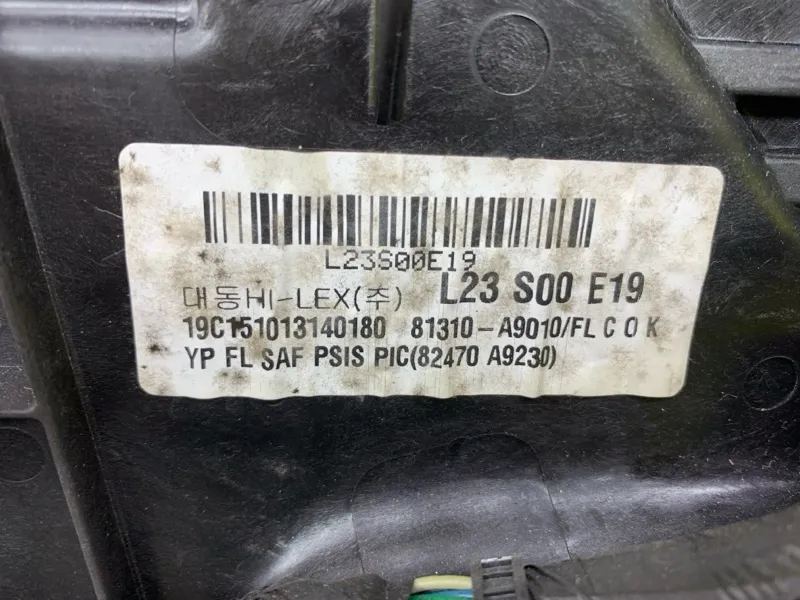 L23S00E19
대동HI-LEX(주) L23 S00 E19
19C151013140180 81310-A9010/FL C O K
YP FL SAF PSIS PIC(82470 A9230)